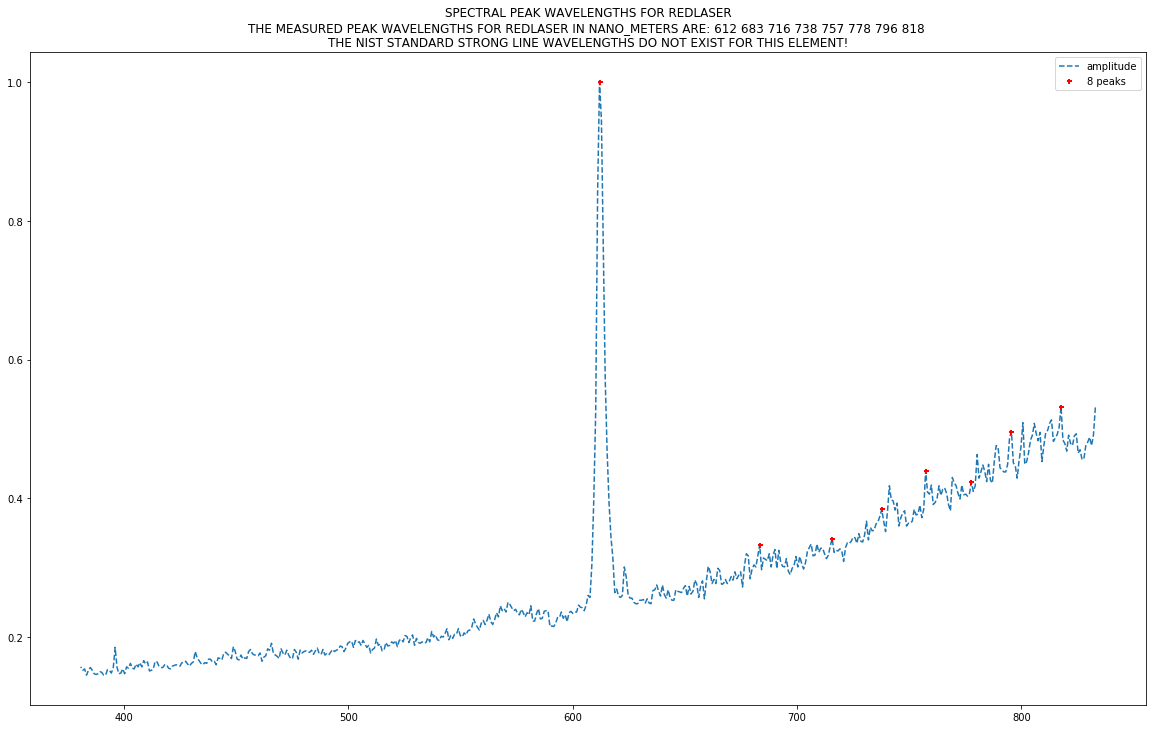 SPECTRAL PEAK WAVELENGTHS FOR REDLASER
THE MEASURED PEAK WAVELENGTHS FOR REDLASER IN NANO_METERS ARE: 612 683 716 738 757 778 796 818
THE NIST STANDARD STRONG LINE WAVELENGTHS DO NOT EXIST FOR THIS ELEMENT!
amplitude
8 peaks
1.0
0.8
0.6
0.4
0.2
400 500 600 700 800